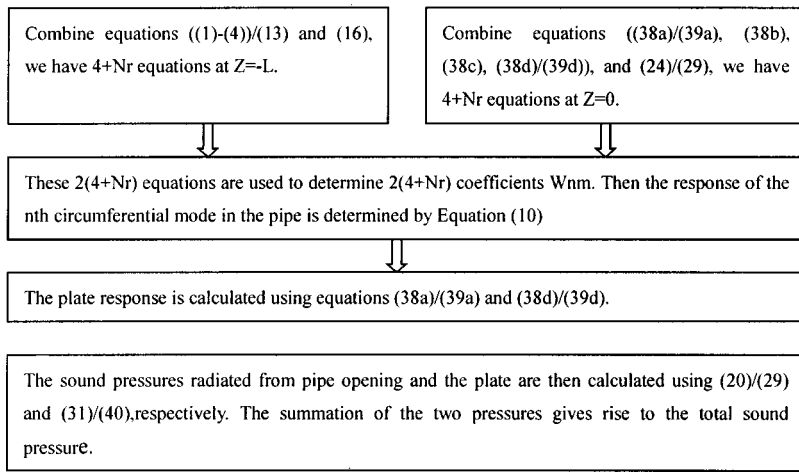 Combine equations ((1)-(4))/(13) and (16),
we have 4+Nr equations at Z=-L.
Combine equations ((38a)/(39a), (38b),
(38c), (38d)/(39d)), and (24)/(29), we have
4+Nr equations at Z=0.
These 2(4+Nr) equations are used to determine 2(4+Nr) coefficients Wnm. Then the response of the
nth circumferential mode in the pipe is determined by Equation (10)
The plate response is calculated using equations (38a)/(39a) and (38d)/(39d).
The sound pressures radiated from pipe opening and the plate are then calculated using (20)/(29)
and (31)/(40),respectively. The summation of the two pressures gives rise to the total sound
pressure.